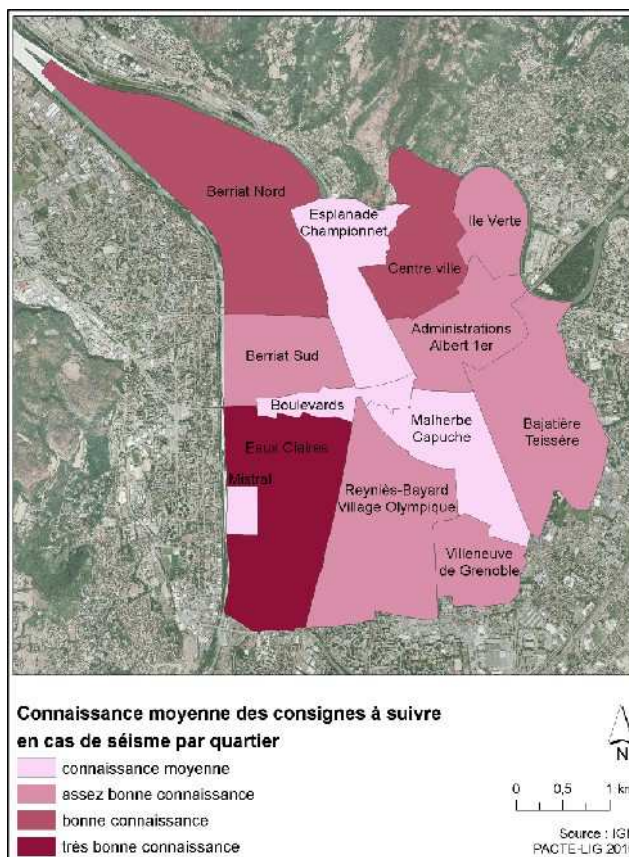 Berriat Nord
Esplanade
Championnet
Ile Verte
Centre ville
Administrations
Albert 1er
Berriat Sud
Boulevards
Malherbe
Capuche
Bajatière
Teissère
Eaux Claires
Mistral
Reyniès-Bayard
Village Olympique
Villeneuve
de Grenoble
Connaissance moyenne des consignes à suivre
en cas de séisme par quartier
connaissance moyenne
assez bonne connaissance
bonne connaissance
très bonne connaissance
N
0 0,5 1 km
Source : IGN
PACTE-LIG 2010